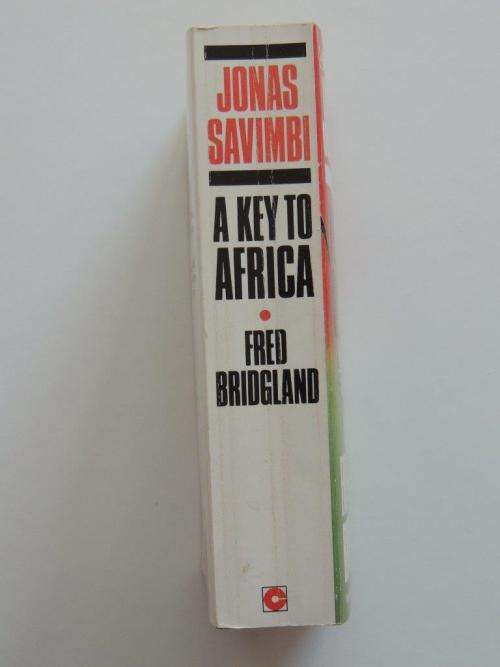 JONAS
SAVIMBI
A KEY TO
AFRICA
FRED
BRIDGLAND